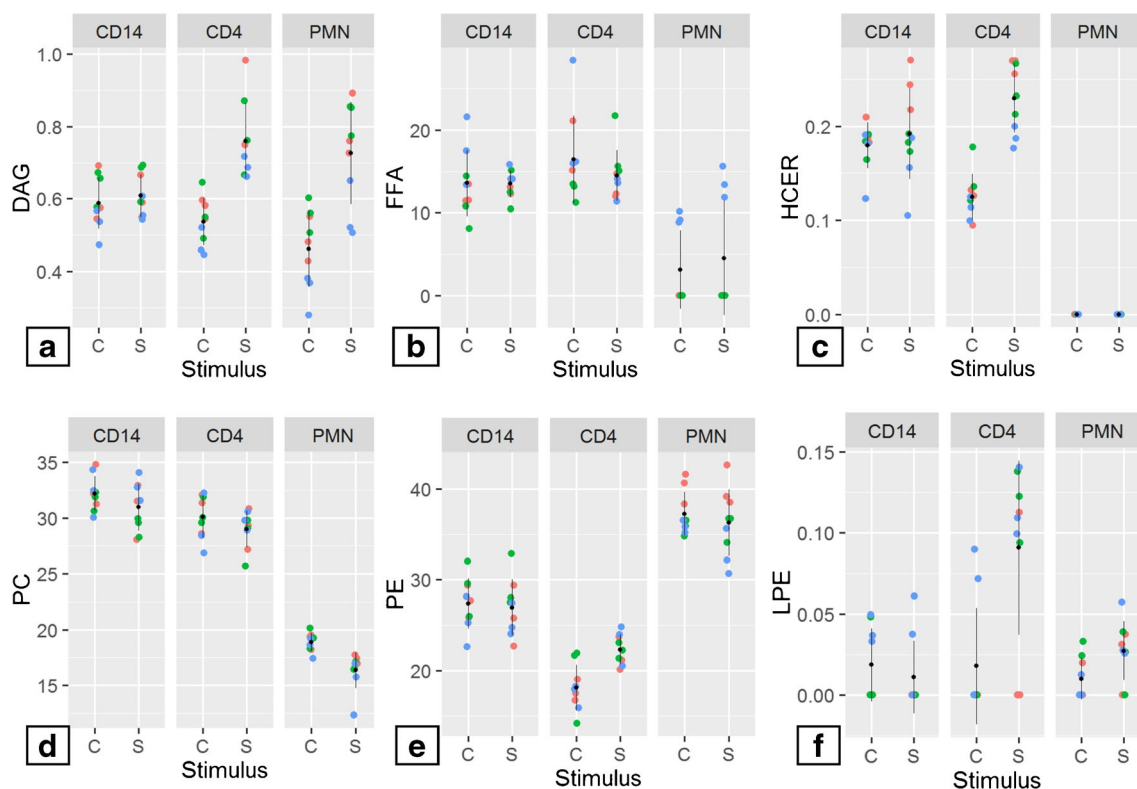 CD14 CD4 PMN
1.0
0.8
0.6
0.4
DAG
C S C S C S
Stimulus
a
CD14 CD4 PMN
20
10
0
FFA
C S C S C S
Stimulus
b
CD14 CD4 PMN
0.2
0.1
0.0
HCER
C S C S C S
Stimulus
c
CD14 CD4 PMN
35
30
25
20
15
PC
C S C S C S
Stimulus
d
CD14 CD4 PMN
40
30
20
PE
C S C S C S
Stimulus
e
CD14 CD4 PMN
0.15
0.10
0.05
0.00
LPE
C S C S C S
Stimulus
f